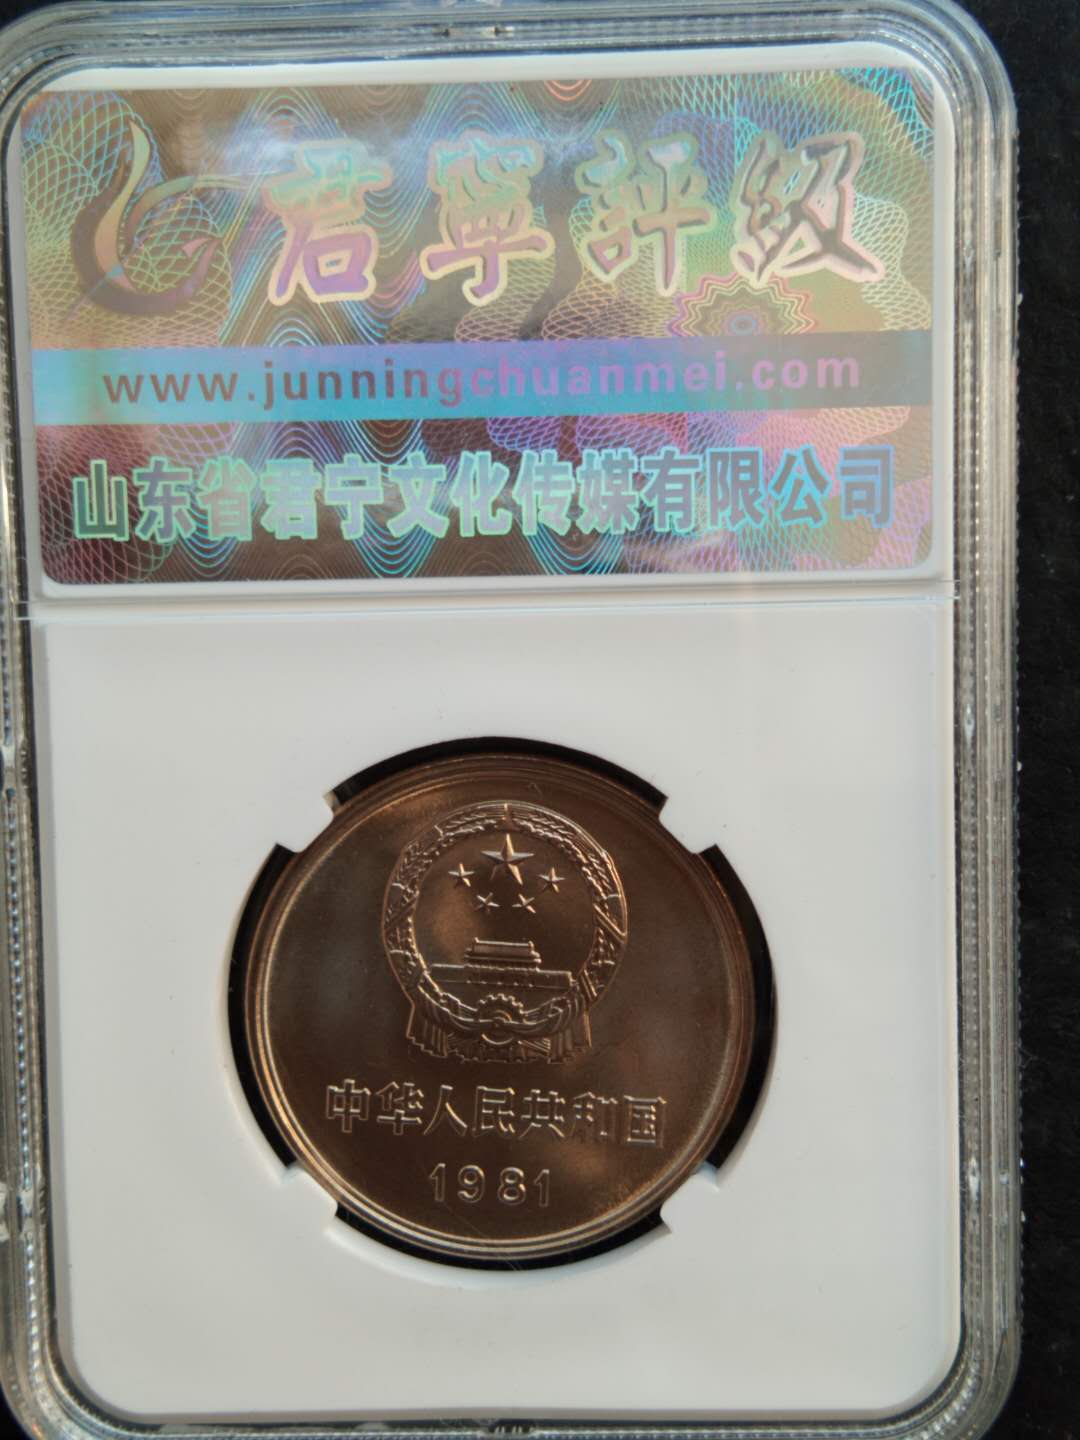 君寧評級
www.junningchuanmei.com
山东省君宁文化传媒有限公司
中华人民共和国
1981